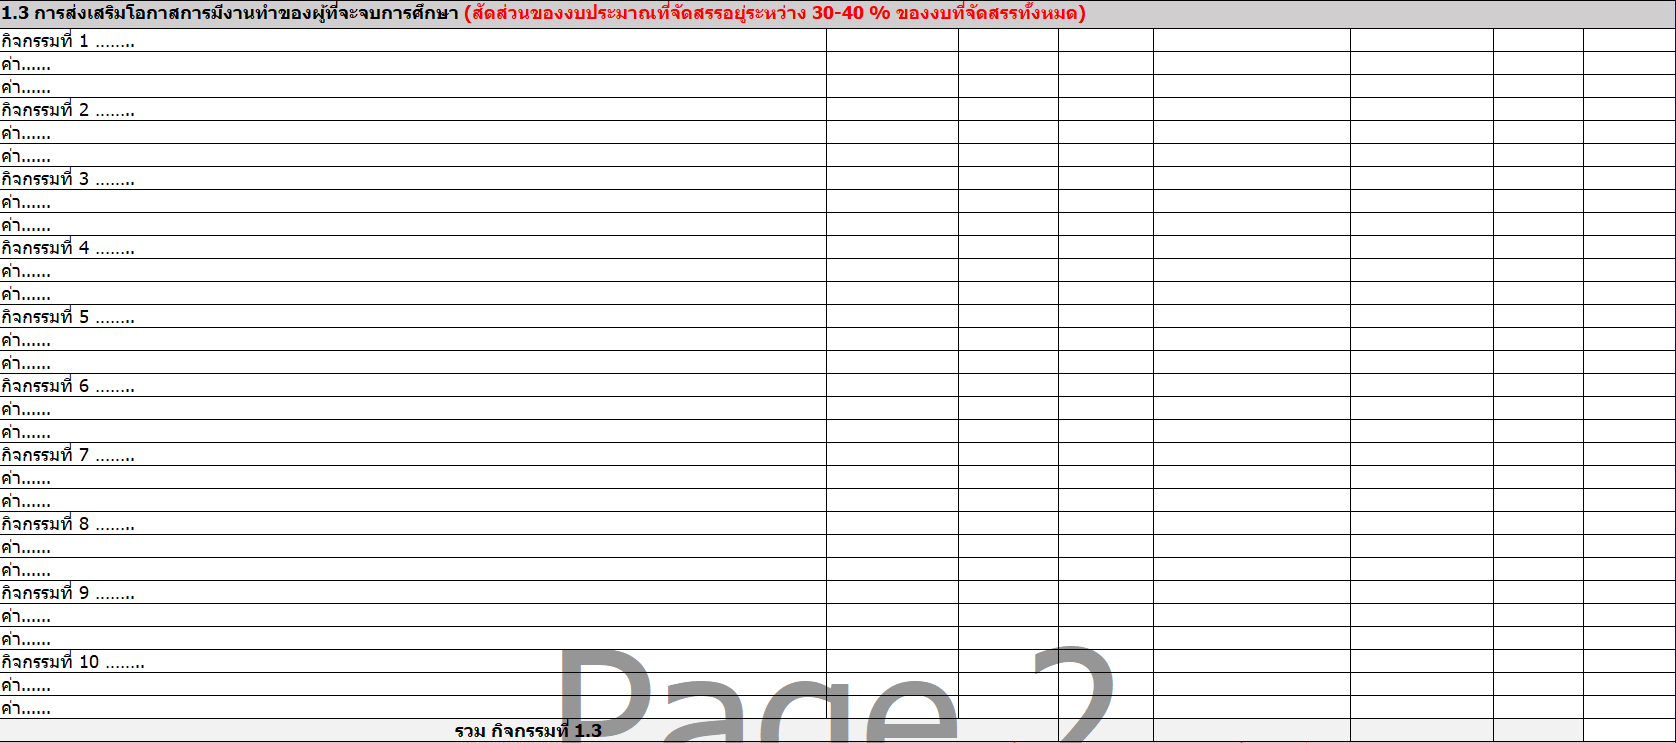 1.3 การส่งเสริมโอกาสการมีงานทำของผู้ที่จะจบการศึกษา (สัดส่วนของงบประมาณที่จัดสรรอยู่ระหว่าง 30-40 % ของงบที่จัดสรรทั้งหมด)
กิจกรรมที่ 1 ........
ค่า......
ค่า......
กิจกรรมที่ 2 ........
ค่า......
ค่า......
กิจกรรมที่ 3 ........
ค่า......
ค่า......
กิจกรรมที่ 4 ........
ค่า......
ค่า......
กิจกรรมที่ 5 ........
ค่า......
ค่า......
กิจกรรมที่ 6 ........
ค่า......
ค่า......
กิจกรรมที่ 7 ........
ค่า......
ค่า......
กิจกรรมที่ 8 ........
ค่า......
ค่า......
กิจกรรมที่ 9 ........
ค่า......
ค่า......
กิจกรรมที่ 10 ........
ค่า......
ค่า......
รวม กิจกรรมที่ 1.3
Page 2